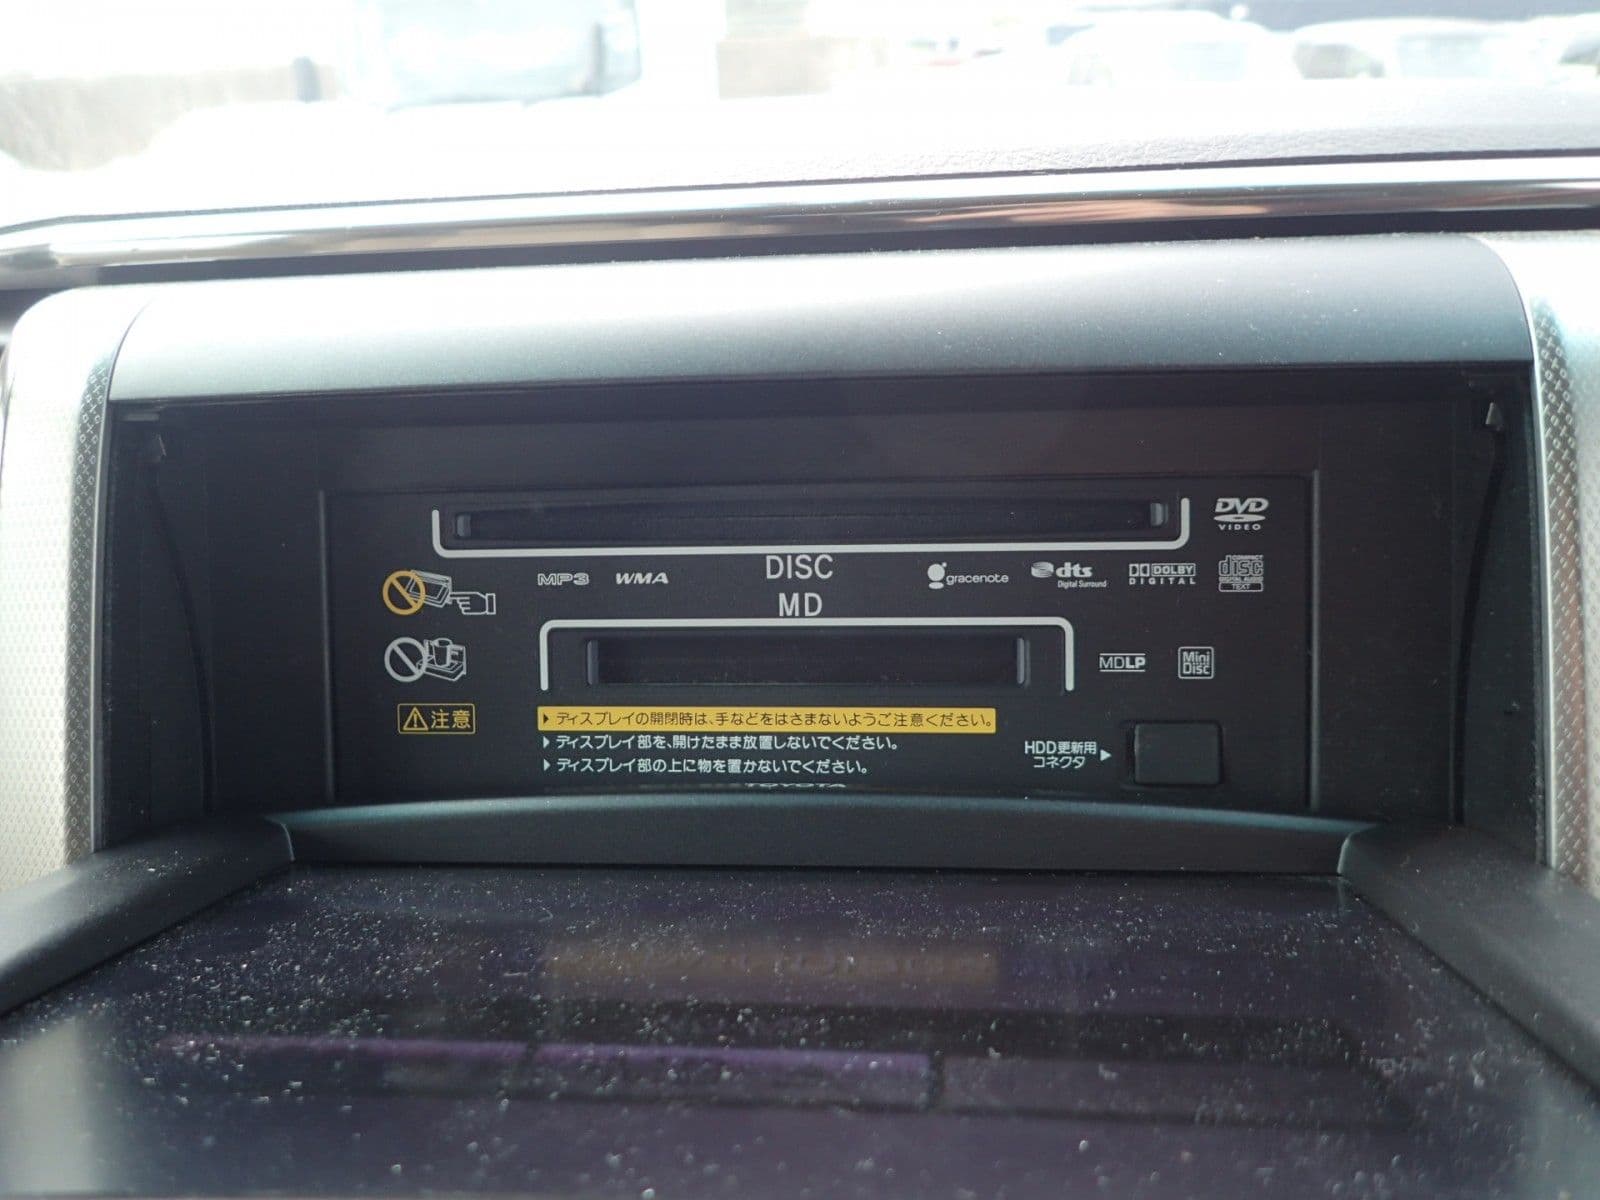 DVD
VIDEO
DISC
MP3 WMA gracenote dts Digital Surround DOLBY DIGITAL COMPACT disc DIGITAL AUDIO TEXT
MD
MDLP Mini Disc
注意
ディスプレイの開閉時は、手などをはさまないようご注意ください。
ディスプレイ部を、開けたまま放置しないでください。
ディスプレイ部の上に物を置かないでください。
HDD更新用
コネクタ
TOYOTA